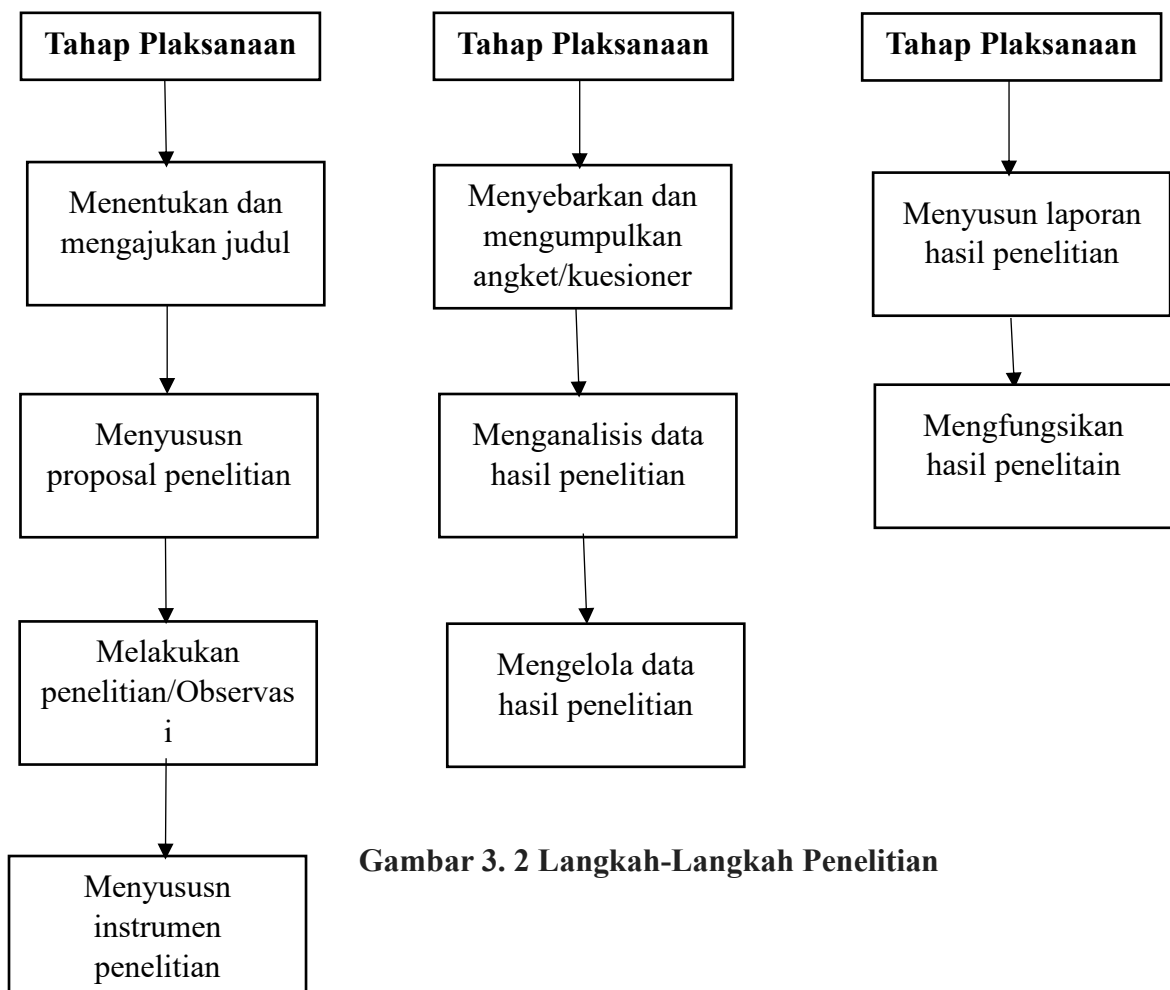 Tahap Plaksanaan
Menentukan dan
mengajukan judul
Menyususn
proposal penelitian
Melakukan
penelitian/Observas
i
Menyususn
instrumen
penelitian
Tahap Plaksanaan
Menyebarkan dan
mengumpulkan
angket/kuesioner
Menganalisis data
hasil penelitian
Mengelola data
hasil penelitian
Tahap Plaksanaan
Menyusun laporan
hasil penelitian
Mengfungsikan
hasil penelitain
Gambar 3. 2 Langkah-Langkah Penelitian